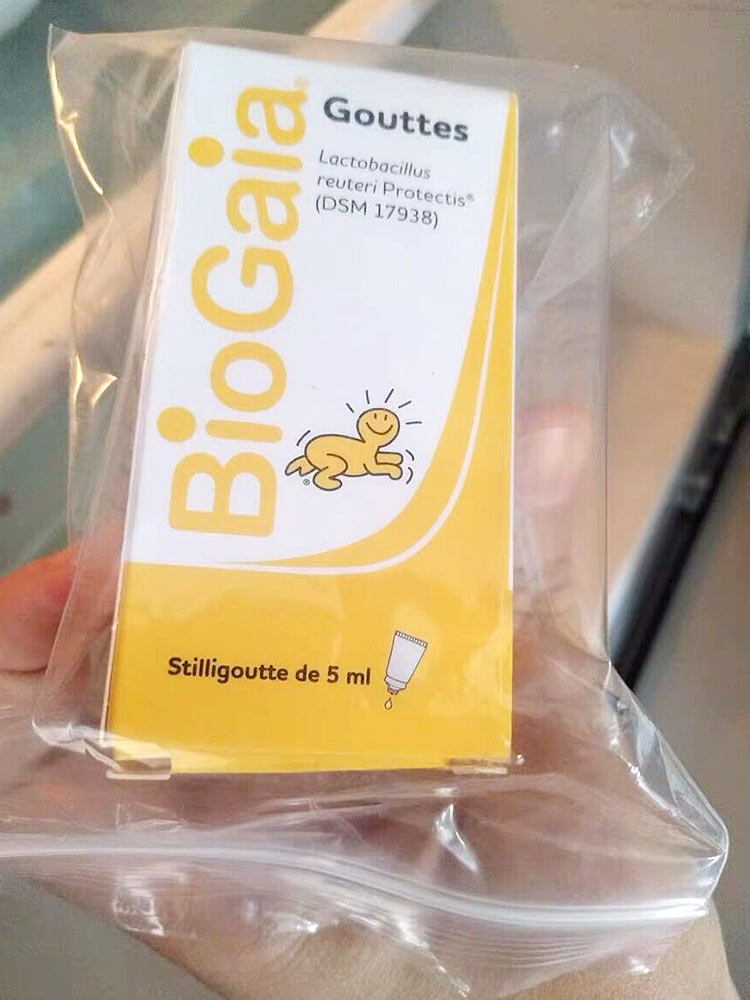 BioGaia®
Gouttes
Lactobacillus
reuteri Protectis®
(DSM 17938)
®
Stilligoutte de 5 ml